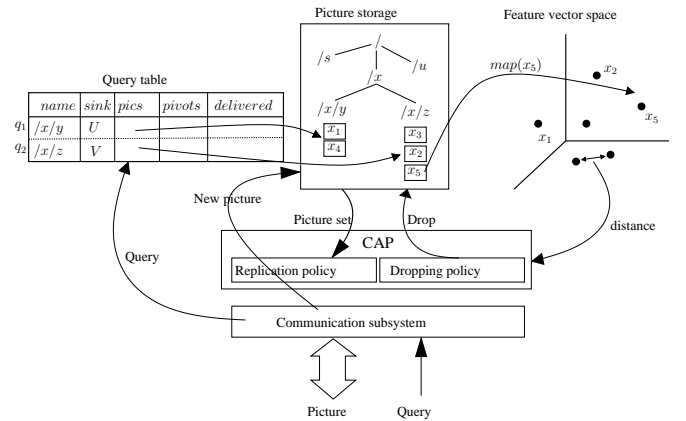 Picture storage
Feature vector space
/
/s
/u
/x
map(x5)
x2
Query table
name sink pics pivots delivered
/x/y
/x/z
x5
q1 /x/y U
x1
x3
x1
q2 /x/z V
x4
x2
x5
New picture
Picture set
Drop
distance
CAP
Query
Replication policy
Dropping policy
Communication subsystem
Picture
Query